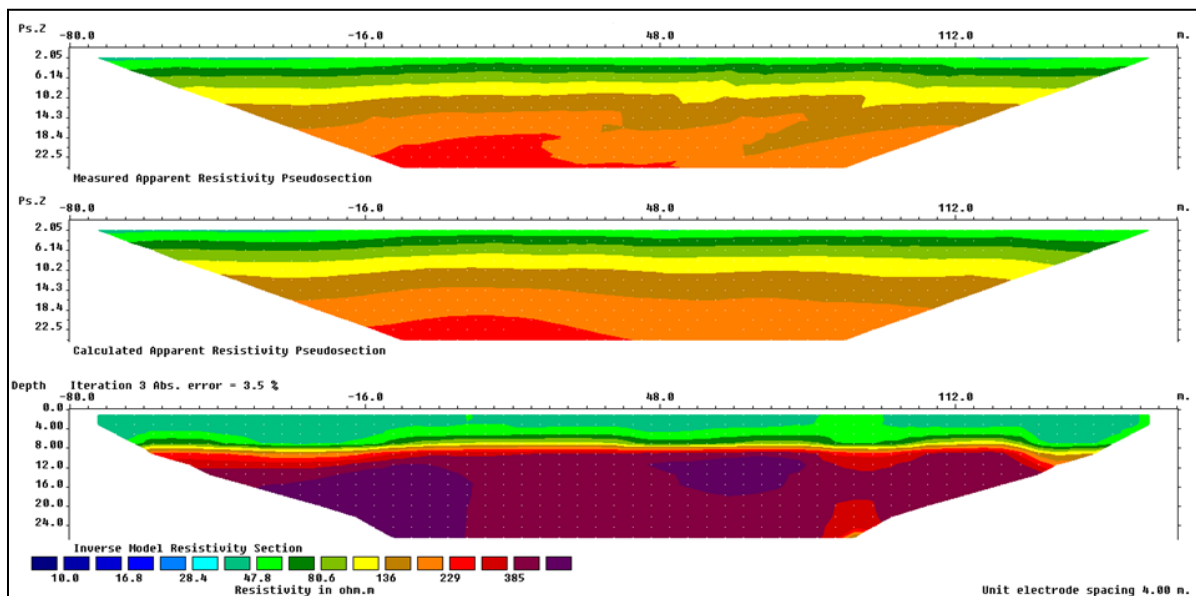 Ps.Z -80.0 -16.0 48.0 112.0 m.
2.05
6.14
10.2
14.3
18.4
22.5
Measured Apparent Resistivity Pseudosection
Ps.Z -80.0 -16.0 48.0 112.0 m.
2.05
6.14
10.2
14.3
18.4
22.5
Calculated Apparent Resistivity Pseudosection
Depth Iteration 3 Abs. error = 3.5 %
-80.0 -16.0 48.0 112.0 m.
0.0
4.00
8.00
12.0
16.0
20.0
24.0
Inverse Model Resistivity Section
10.0 16.8 28.4 47.8 80.6 136 229 385
Resistivity in ohm.m Unit electrode spacing 4.00 m.